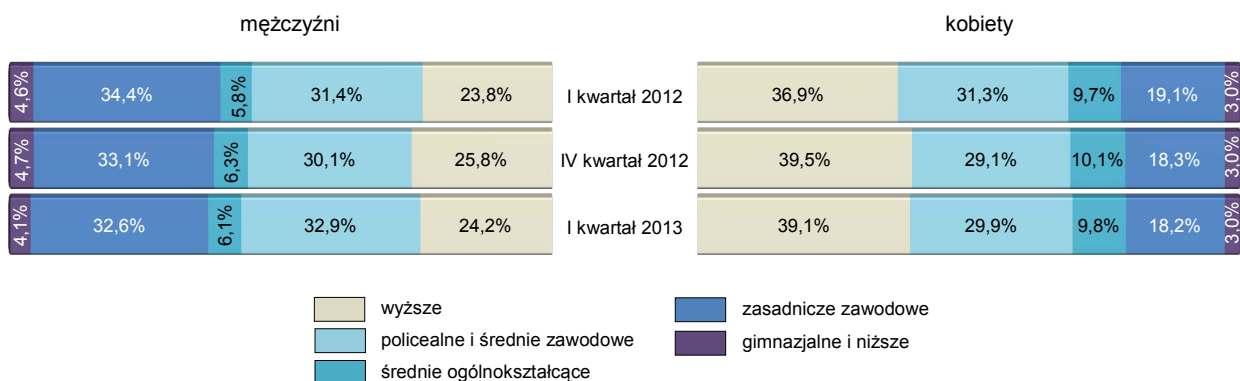 mężczyźni kobiety
4,6% 34,4% 5,8% 31,4% 23,8% I kwartał 2012 36,9% 31,3% 9,7% 19,1% 3,0%
4,7% 33,1% 6,3% 30,1% 25,8% IV kwartał 2012 39,5% 29,1% 10,1% 18,3% 3,0%
4,1% 32,6% 6,1% 32,9% 24,2% I kwartał 2013 39,1% 29,9% 9,8% 18,2% 3,0%
wyższe zasadnicze zawodowe
policealne i średnie zawodowe gimnazjalne i niższe
średnie ogólnokształcące